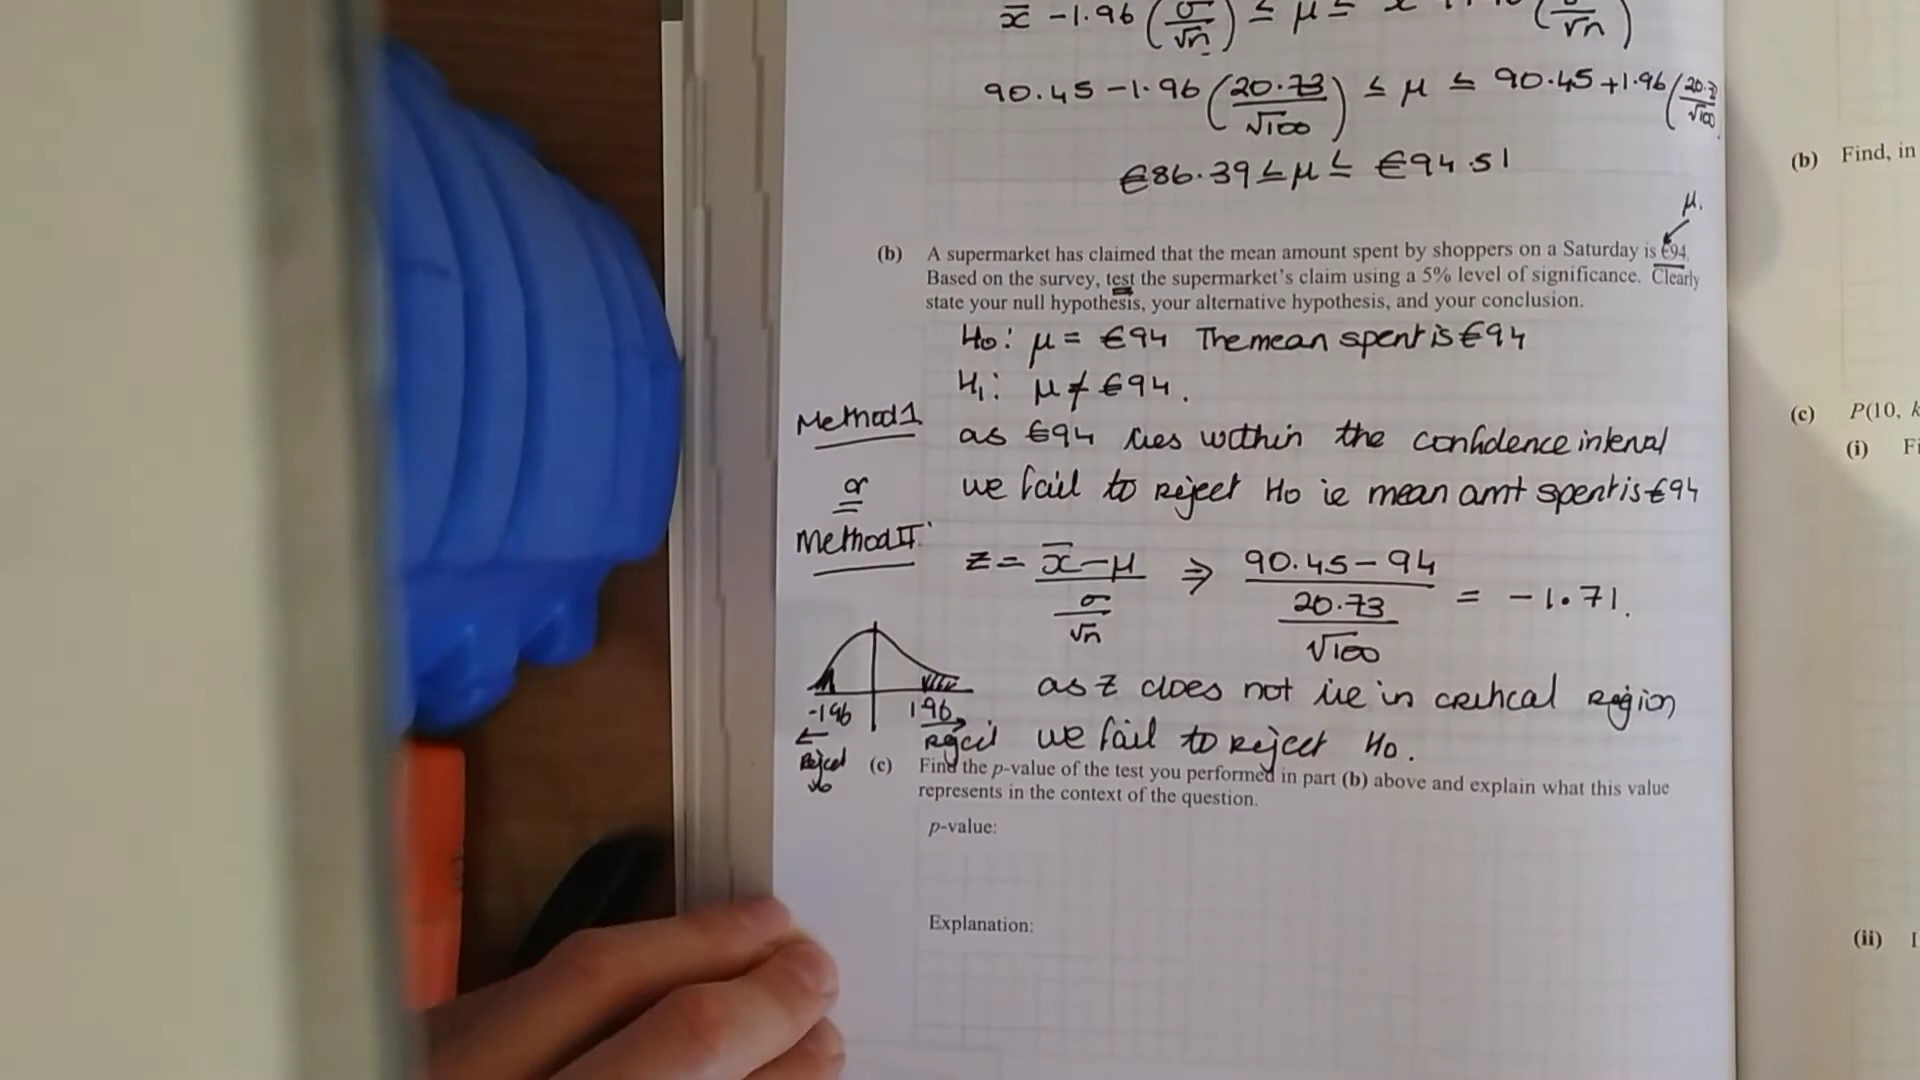 x̄ - 1.96 (σ/√n) ≤ μ ≤ (√n)
90.45 - 1.96 (20.73/√100) ≤ μ ≤ 90.45 + 1.96 (20.7/√100
€86.39 ≤ μ ≤ €94.51
μ.
(b) A supermarket has claimed that the mean amount spent by shoppers on a Saturday is €94.
Based on the survey, test the supermarket's claim using a 5% level of significance. Clearly
state your null hypothesis, your alternative hypothesis, and your conclusion.
Ho: μ = €94 The mean spent is €94
H₁: μ ≠ €94.
Method 1 as €94 lies within the confidence interval
or we fail to reject Ho ie mean amt spent is €94
Method II z = (x̄ - μ)/(σ/√n) ⇒ (90.45 - 94)/(20.73/√100) = -1.71.
as z does not lie in critical region
-1.96 1.96
Reject we fail to reject Ho.
Reject
(c) Find the p-value of the test you performed in part (b) above and explain what this value
represents in the context of the question.
p-value:
Explanation:
(b) Find, in
(c) P(10, k
(i) Fi
(ii) I